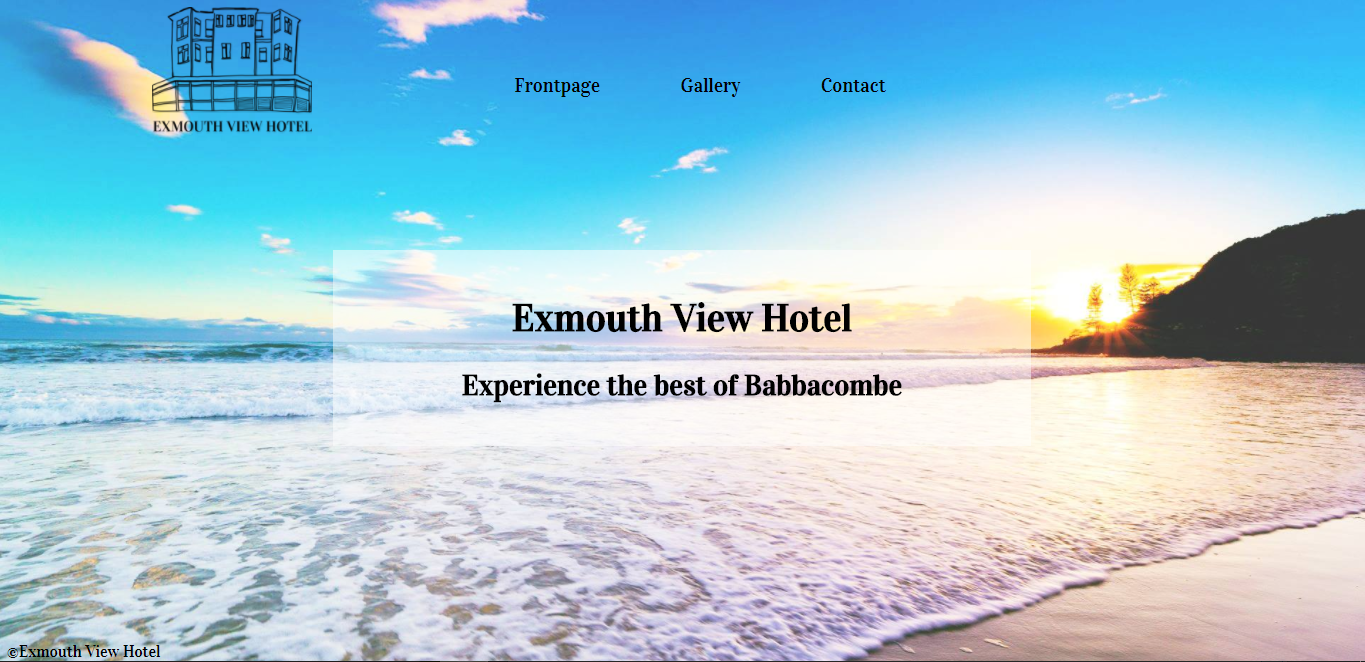 EXMOUTH VIEW HOTEL
Frontpage Gallery Contact
Exmouth View Hotel
Experience the best of Babbacombe
©Exmouth View Hotel